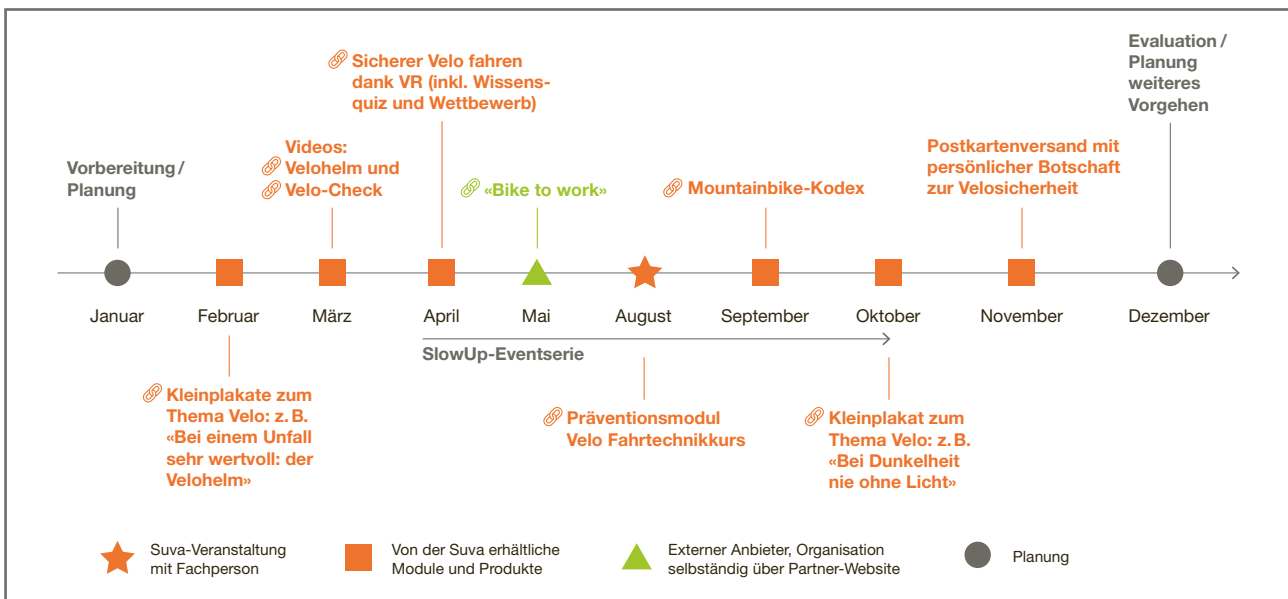 Sicherer Velo fahren
dank VR (inkl. Wissens-
quiz und Wettbewerb)
Evaluation /
Planung
weiteres
Vorgehen
Vorbereitung /
Planung
Videos:
Velohelm und
Velo-Check
«Bike to work»
Mountainbike-Kodex
Postkartenversand mit
persönlicher Botschaft
zur Velosicherheit
Januar
Februar
März
April
Mai
August
September
Oktober
November
Dezember
SlowUp-Eventserie
Kleinplakate zum
Thema Velo: z. B.
«Bei einem Unfall
sehr wertvoll: der
Velohelm»
Präventionsmodul
Velo Fahrtechnikkurs
Kleinplakat zum
Thema Velo: z. B.
«Bei Dunkelheit
nie ohne Licht»
Suva-Veranstaltung
mit Fachperson
Von der Suva erhältliche
Module und Produkte
Externer Anbieter, Organisation
selbständig über Partner-Website
Planung